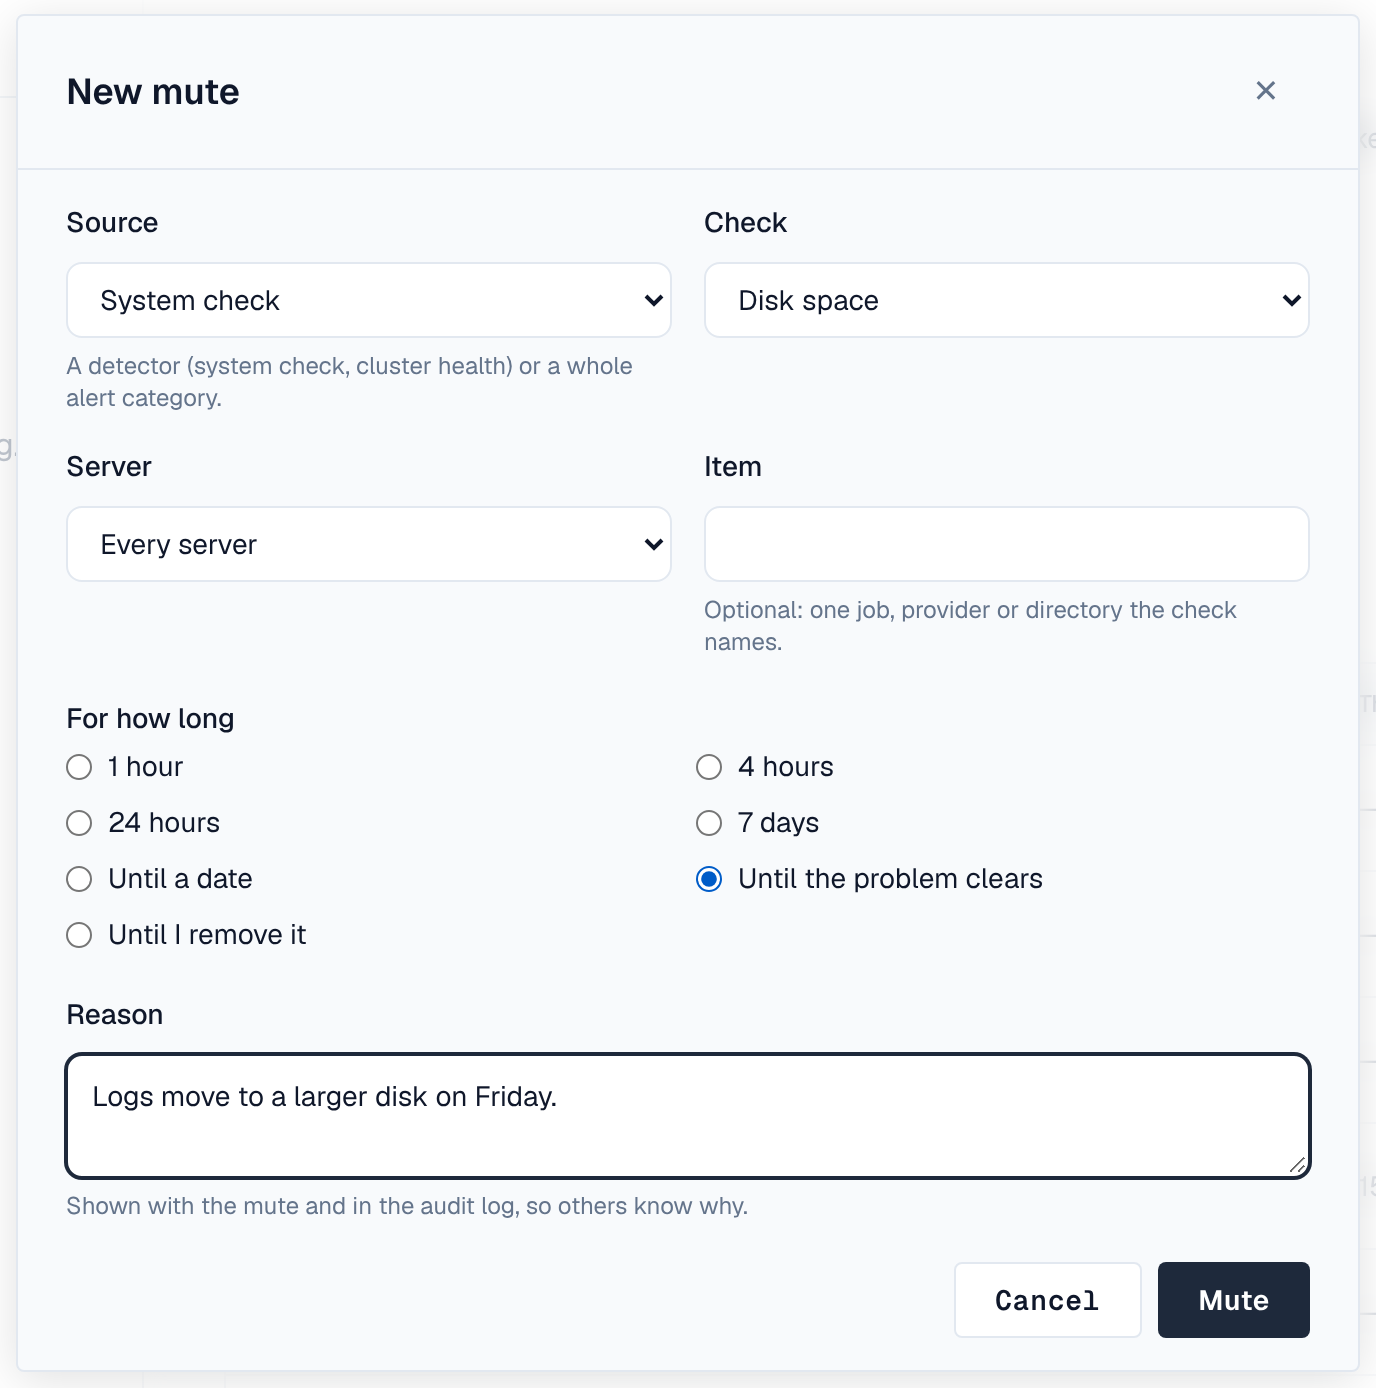 New mute
Source
Check
System check
Disk space
A detector (system check, cluster health) or a whole
alert category.
Server
Item
Every server
Optional: one job, provider or directory the check
names.
For how long
1 hour
4 hours
24 hours
7 days
Until a date
Until the problem clears
Until I remove it
Reason
Logs move to a larger disk on Friday.
Shown with the mute and in the audit log, so others know why.
Cancel
Mute